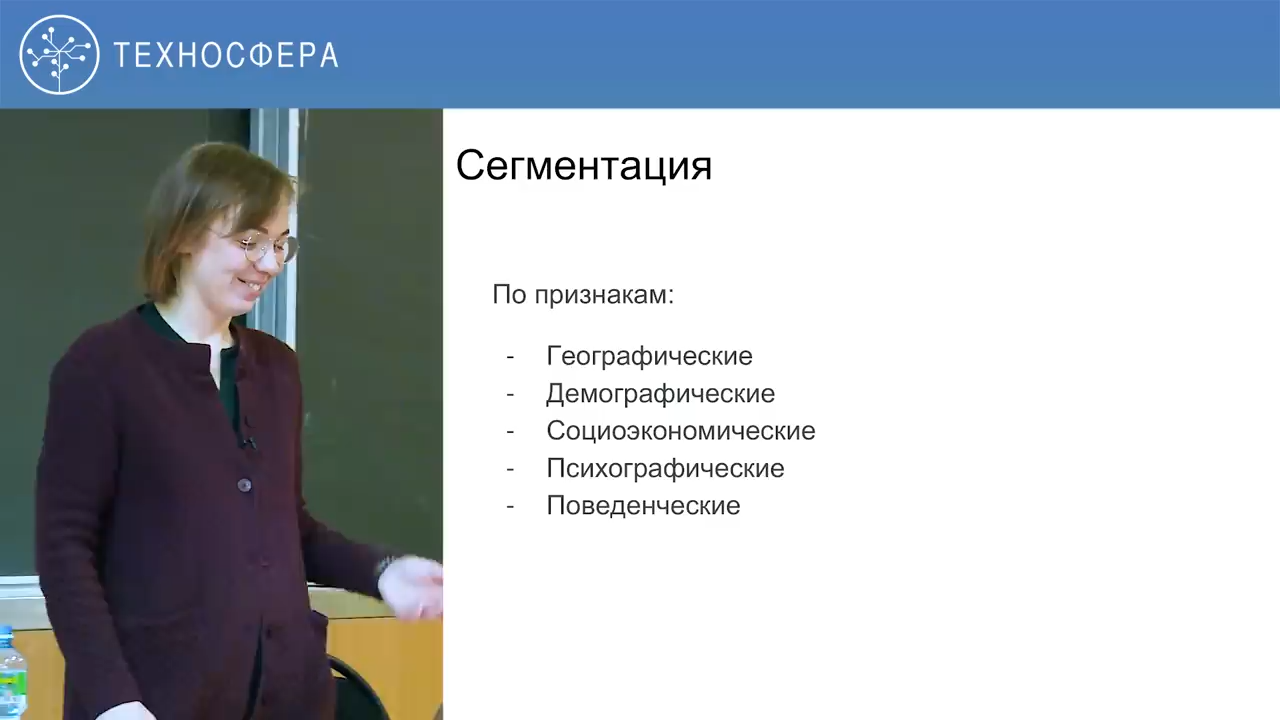 ТЕХНОСФЕРА
Сегментация
По признакам:
- Географические
- Демографические
- Социоэкономические
- Психографические
- Поведенческие